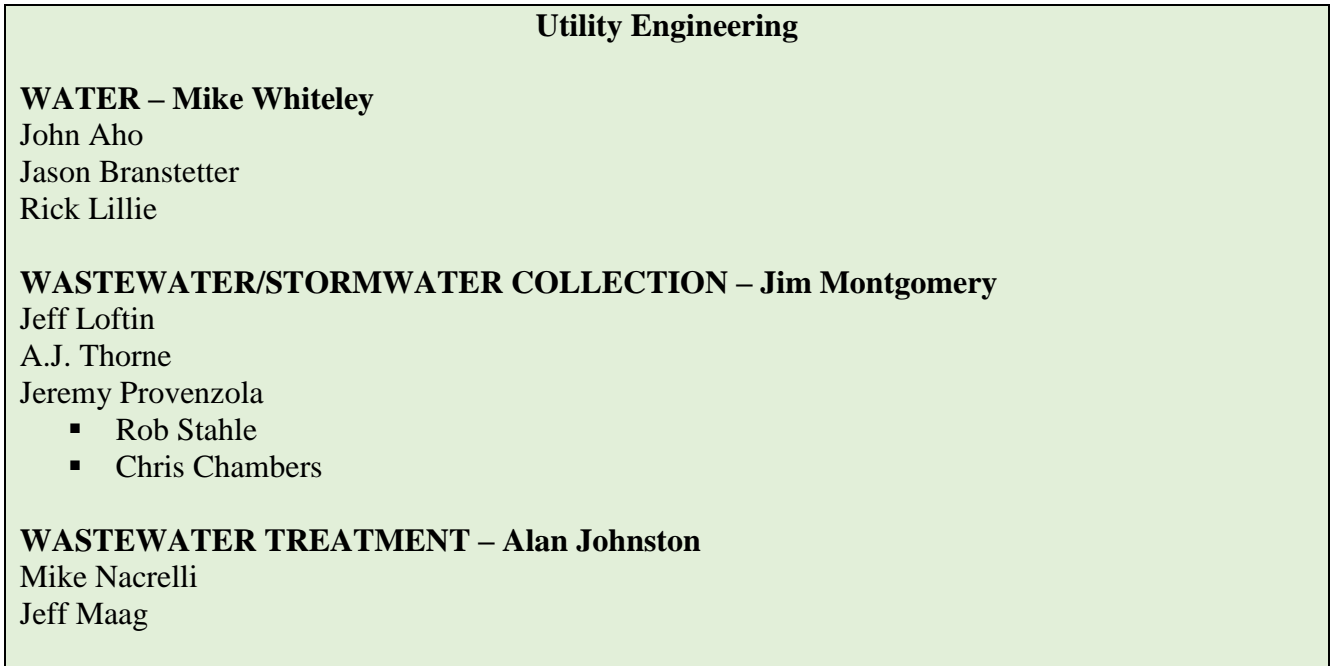 Utility Engineering
WATER – Mike Whiteley
John Aho
Jason Branstetter
Rick Lillie
WASTEWATER/STORMWATER COLLECTION – Jim Montgomery
Jeff Loftin
A.J. Thorne
Jeremy Provenzola
▪ Rob Stahle
▪ Chris Chambers
WASTEWATER TREATMENT – Alan Johnston
Mike Nacrelli
Jeff Maag